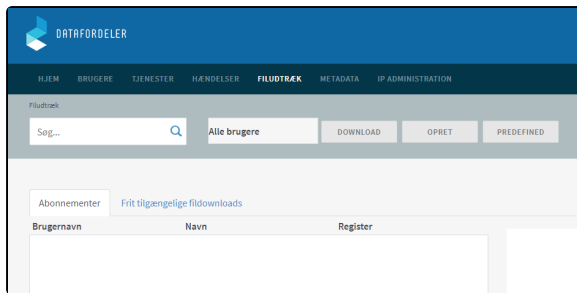 DATAFORDELER
HJEM BRUGERE TJENESTER HÆNDELSER FILUDTRÆK METADATA IP ADMINISTRATION
Filudtræk
Søg... Alle brugere DOWNLOAD OPRET PREDEFINED
Abonnementer Frit tilgængelige fildownloads
Brugernavn Navn Register